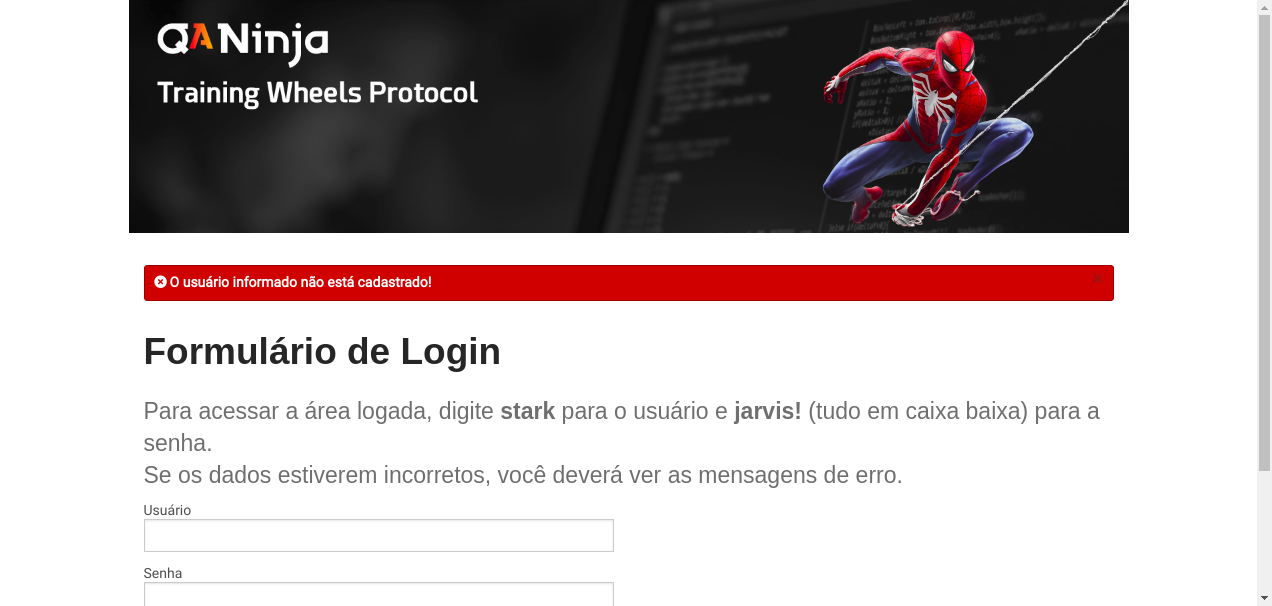 QANinja
Training Wheels Protocol
O usuário informado não está cadastrado!
Formulário de Login
Para acessar a área logada, digite stark para o usuário e jarvis! (tudo em caixa baixa) para a
senha.
Se os dados estiverem incorretos, você deverá ver as mensagens de erro.
Usuário
Senha